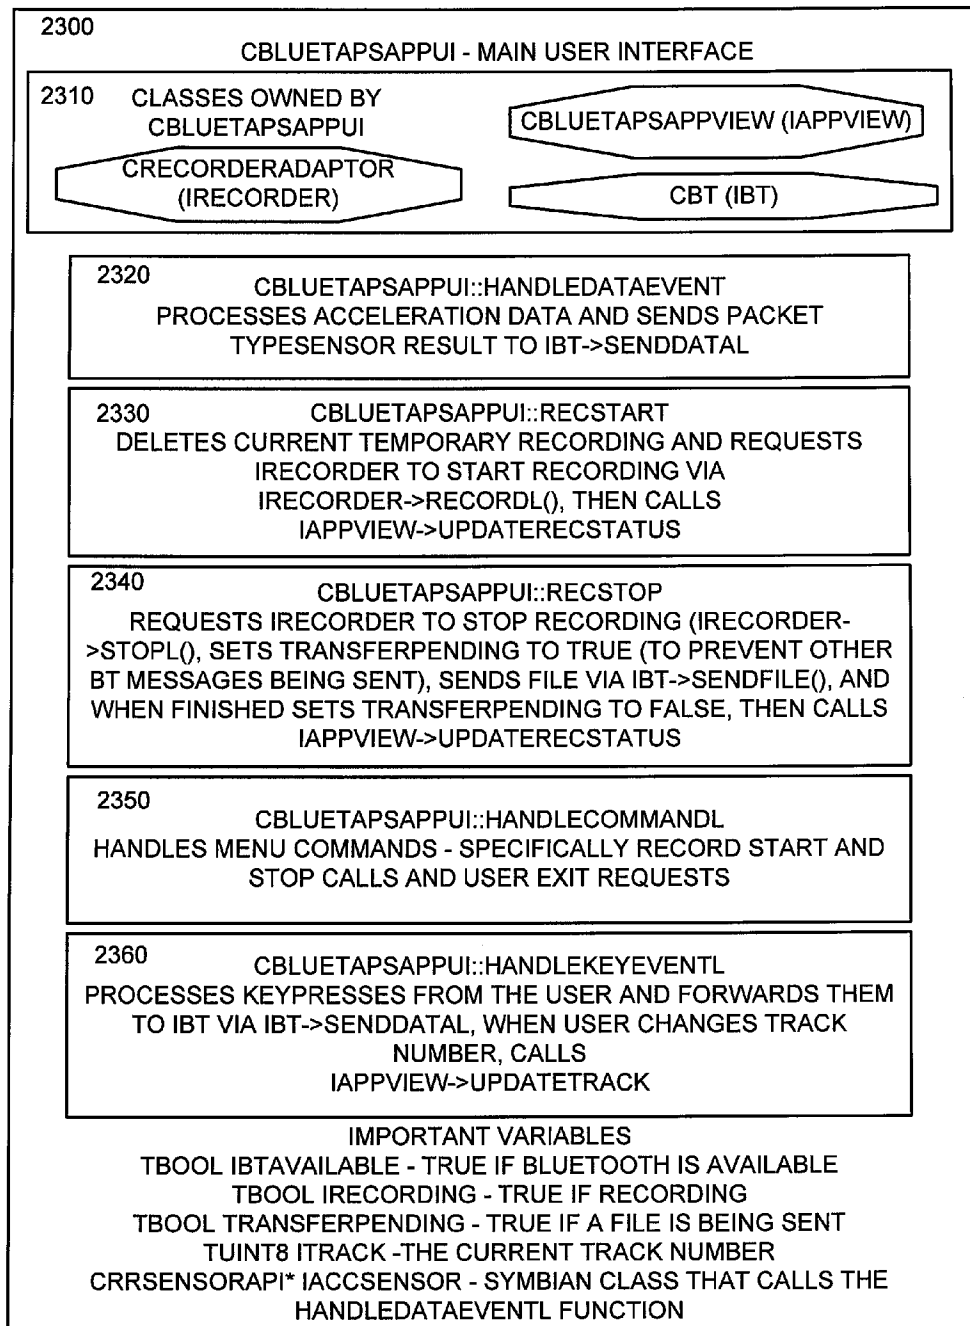 2300
CBLUETAPSAPPUI - MAIN USER INTERFACE
2310
CLASSES OWNED BY
CBLUETAPSAPPUI
CBLUETAPSAPPVIEW (IAPPVIEW)
CRECORDERADAPTOR
(IRECORDER)
CBT (IBT)
2320
CBLUETAPSAPPUI::HANDLEDATAEVENT
PROCESSES ACCELERATION DATA AND SENDS PACKET
TYPESENSOR RESULT TO IBT->SENDDATAL
2330
CBLUETAPSAPPUI::RECSTART
DELETES CURRENT TEMPORARY RECORDING AND REQUESTS
IRECORDER TO START RECORDING VIA
IRECORDER->RECORDL(), THEN CALLS
IAPPVIEW->UPDATERECSTATUS
2340
CBLUETAPSAPPUI::RECSTOP
REQUESTS IRECORDER TO STOP RECORDING (IRECORDER-
>STOPL(), SETS TRANSFERPENDING TO TRUE (TO PREVENT OTHER
BT MESSAGES BEING SENT), SENDS FILE VIA IBT->SENDFILE(), AND
WHEN FINISHED SETS TRANSFERPENDING TO FALSE, THEN CALLS
IAPPVIEW->UPDATERECSTATUS
2350
CBLUETAPSAPPUI::HANDLECOMMANDL
HANDLES MENU COMMANDS - SPECIFICALLY RECORD START AND
STOP CALLS AND USER EXIT REQUESTS
2360
CBLUETAPSAPPUI::HANDLEKEYEVENTL
PROCESSES KEYPRESSES FROM THE USER AND FORWARDS THEM
TO IBT VIA IBT->SENDDATAL, WHEN USER CHANGES TRACK
NUMBER, CALLS
IAPPVIEW->UPDATETRACK
IMPORTANT VARIABLES
TBOOL IBTAVAILABLE - TRUE IF BLUETOOTH IS AVAILABLE
TBOOL IRECORDING - TRUE IF RECORDING
TBOOL TRANSFERPENDING - TRUE IF A FILE IS BEING SENT
TUINT8 ITRACK -THE CURRENT TRACK NUMBER
CRRSENSORAPI* IACCSENSOR - SYMBIAN CLASS THAT CALLS THE
HANDLEDATAEVENTL FUNCTION